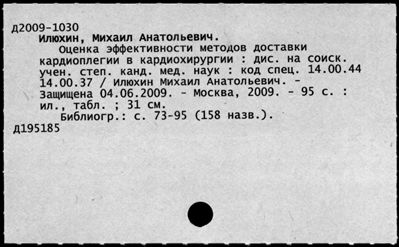 Д2009-1030
Илюхин, Михаил Анатольевич.
Оценка эффективности методов доставки
кардиоплегии в кардиохирургии : дис. на соиск.
учен. степ. канд. мед. наук : код спец. 14.00.44
14.00.37 / Илюхин Михаил Анатольевич. -
Защищена 04.06.2009. - Москва, 2009. - 95 с. :
ил., табл. ; 31 см.
Библиогр.: с. 73-95 (158 назв.).
Д195185